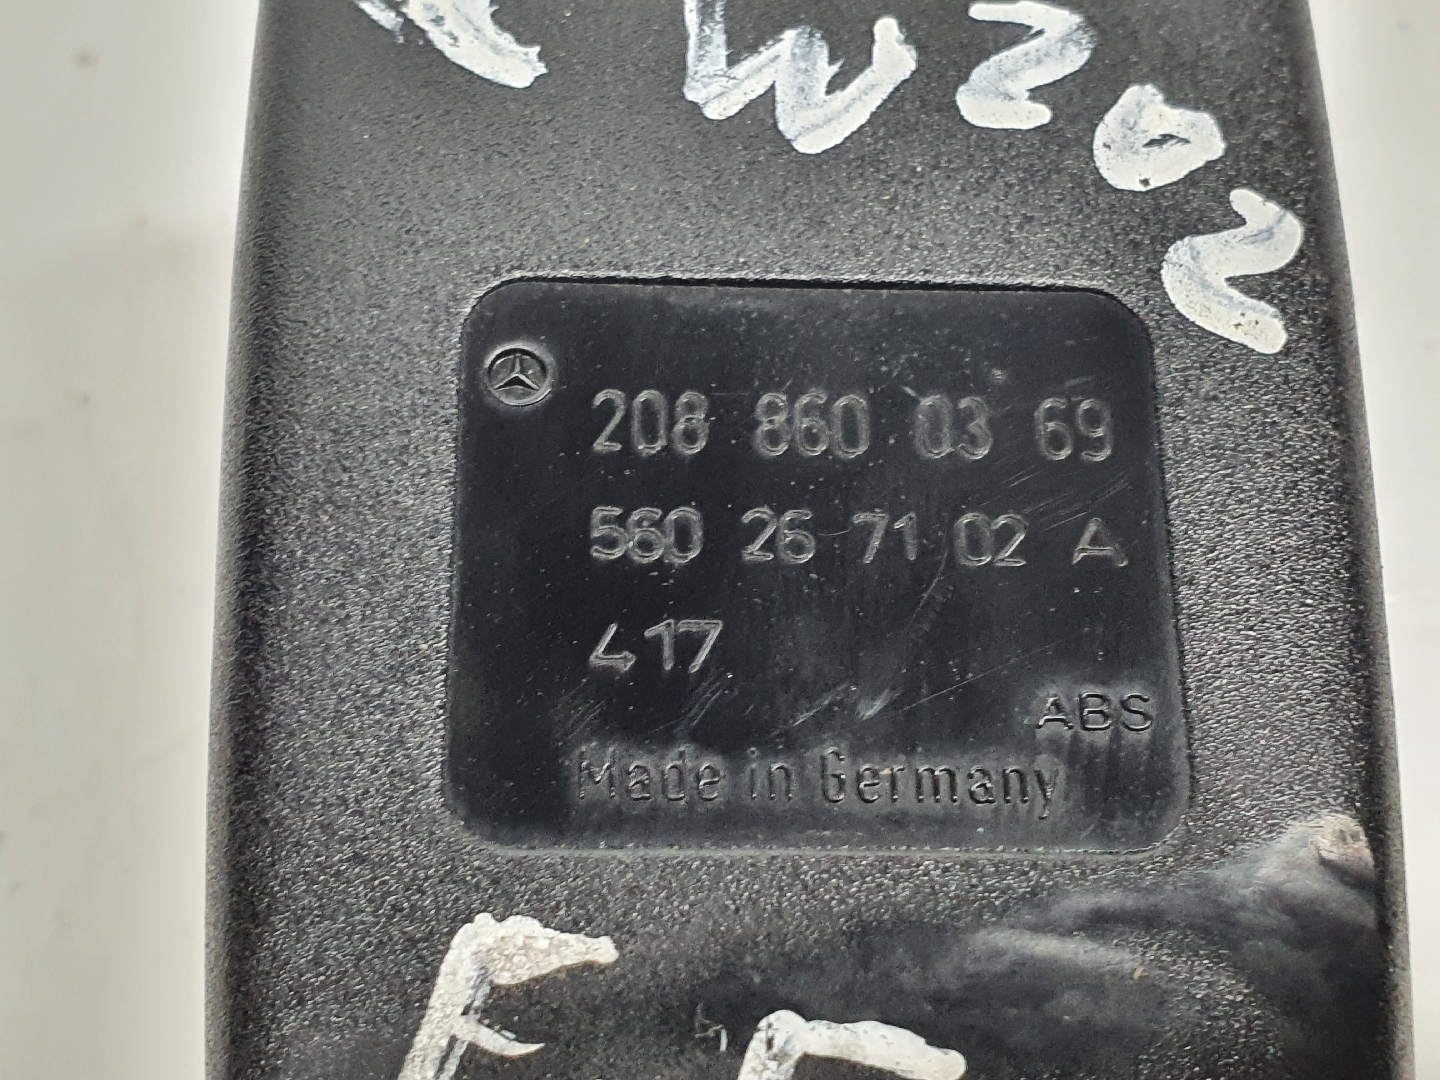 W202
208 860 03 69
560 26 71 02 A
417
ABS
Made in Germany